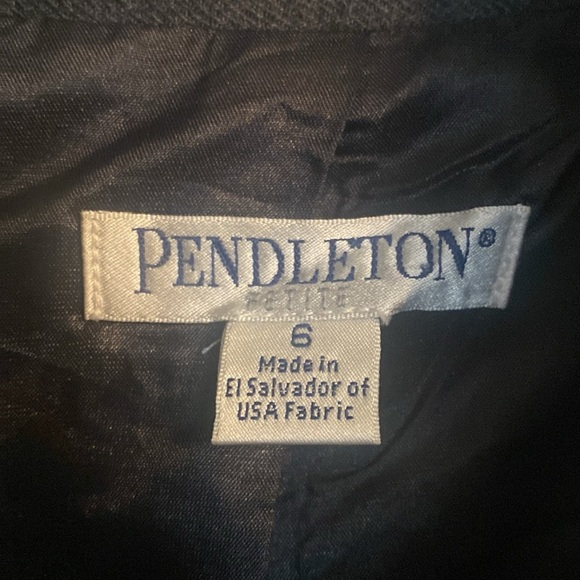 PENDLETON®
PETITE
6
Made in
El Salvador of
USA Fabric